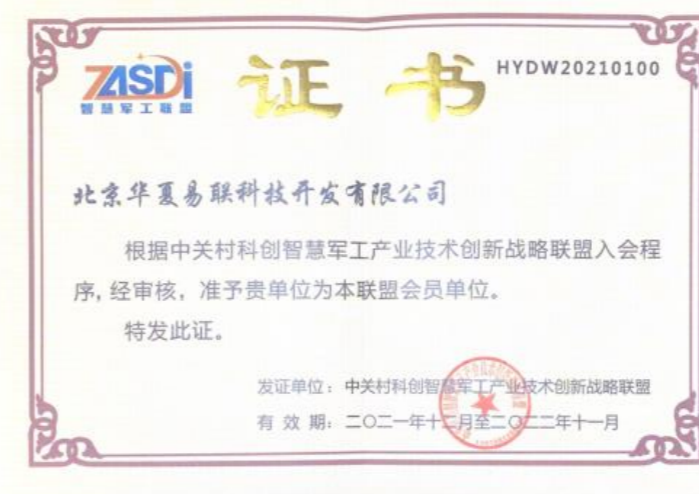 ZASDi
智慧军工联盟
证书
HYDW20210100
北京华夏易联科技开发有限公司
根据中关村科创智慧军工产业技术创新战略联盟入会程
序,经审核，准予贵单位为本联盟会员单位。
特发此证。
发证单位：中关村科创智慧军工产业技术创新战略联盟
有效期：二〇二一年十二月至二〇二二年十一月